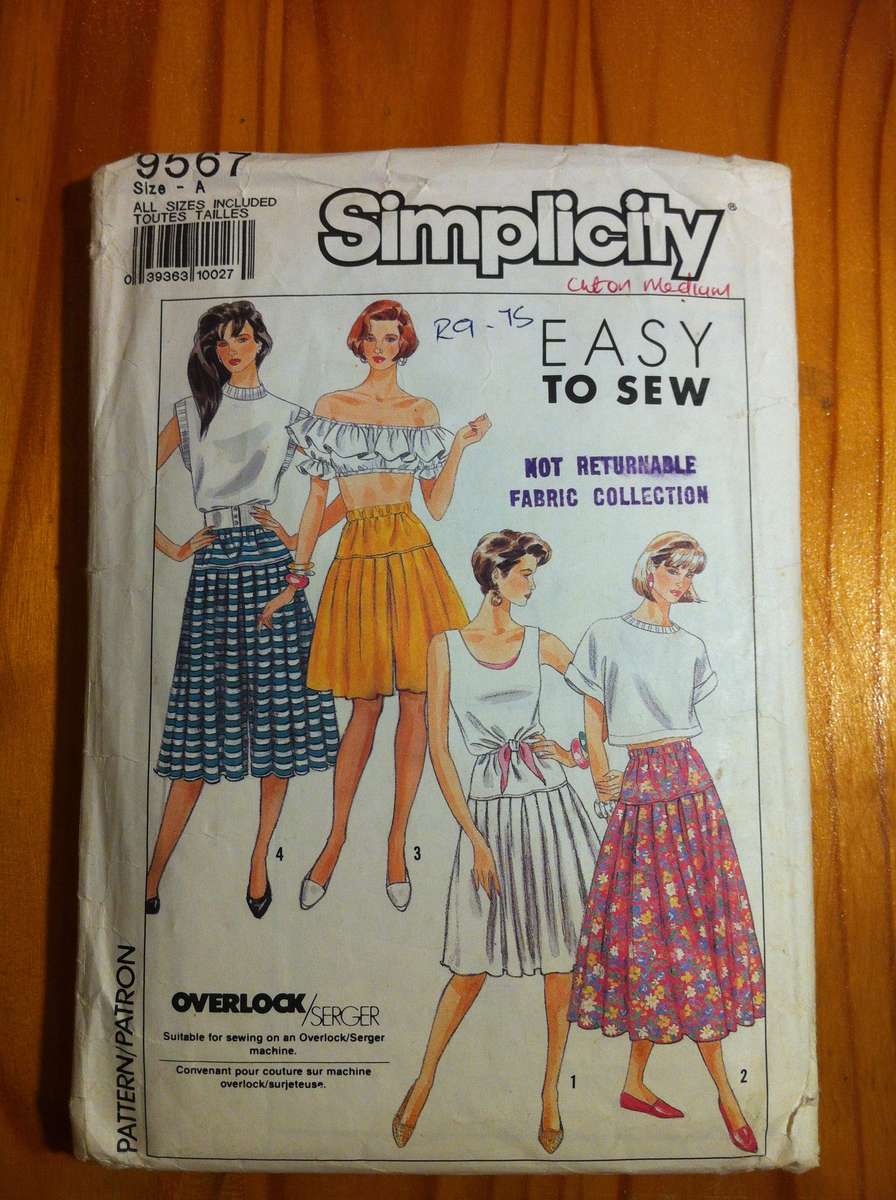 9567
Size - A
ALL SIZES INCLUDED
TOUTES TAILLES
0 39363 10027
Simplicity®
Cut on Medium
R9-75
EASY
TO SEW
NOT RETURNABLE
FABRIC COLLECTION
4
3
1
2
OVERLOCK/SERGER
Suitable for sewing on an Overlock/Serger
machine.
Convenant pour couture sur machine
overlock/surjeteuse.
PATTERN/PATRON